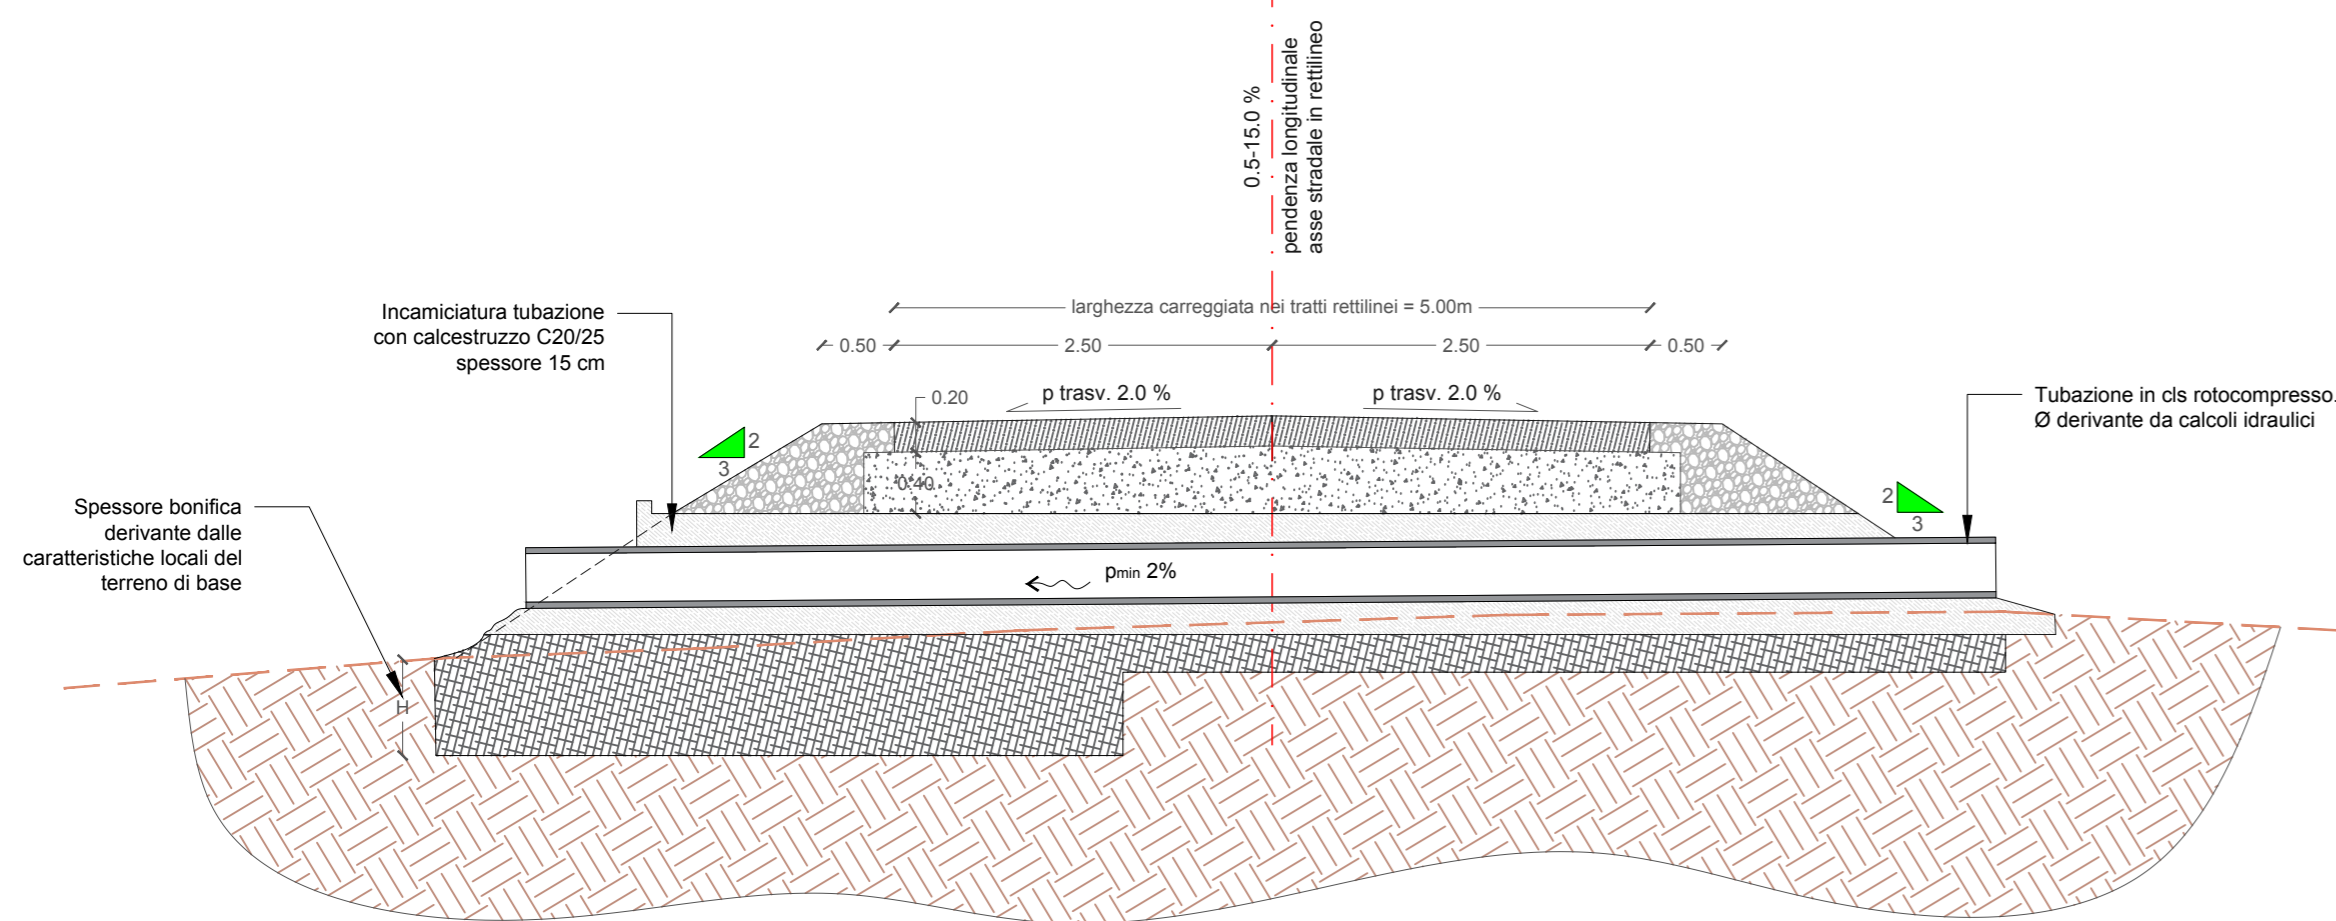 0.5-15.0 %
pendenza longitudinale
asse stradale in rettilineo
Incamiciatura tubazione
con calcestruzzo C20/25
spessore 15 cm
larghezza carreggiata nei tratti rettilinei = 5.00m
0.50
2.50
2.50
0.50
0.20
p trasv. 2.0 %
p trasv. 2.0 %
Tubazione in cls rotocompresso.
Ø derivante da calcoli idraulici
2
3
0.40
2
3
Spessore bonifica
derivante dalle
caratteristiche locali del
terreno di base
pmin 2%
H